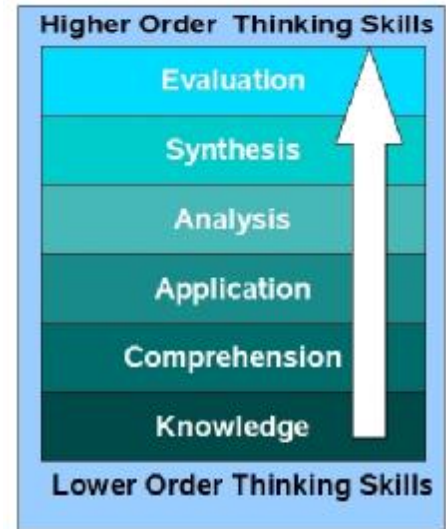 Higher Order Thinking Skills
Evaluation
Synthesis
Analysis
Application
Comprehension
Knowledge
Lower Order Thinking Skills